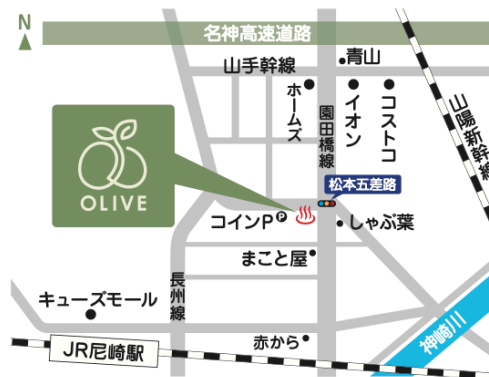 N
名神高速道路
山手幹線
青山
ホームズ
園田橋線
イオン
コストコ
山陽新幹線
OLIVE
松本五差路
コインP P
しゃぶ葉
まこと屋
長州線
キューズモール
神崎川
赤から
JR尼崎駅